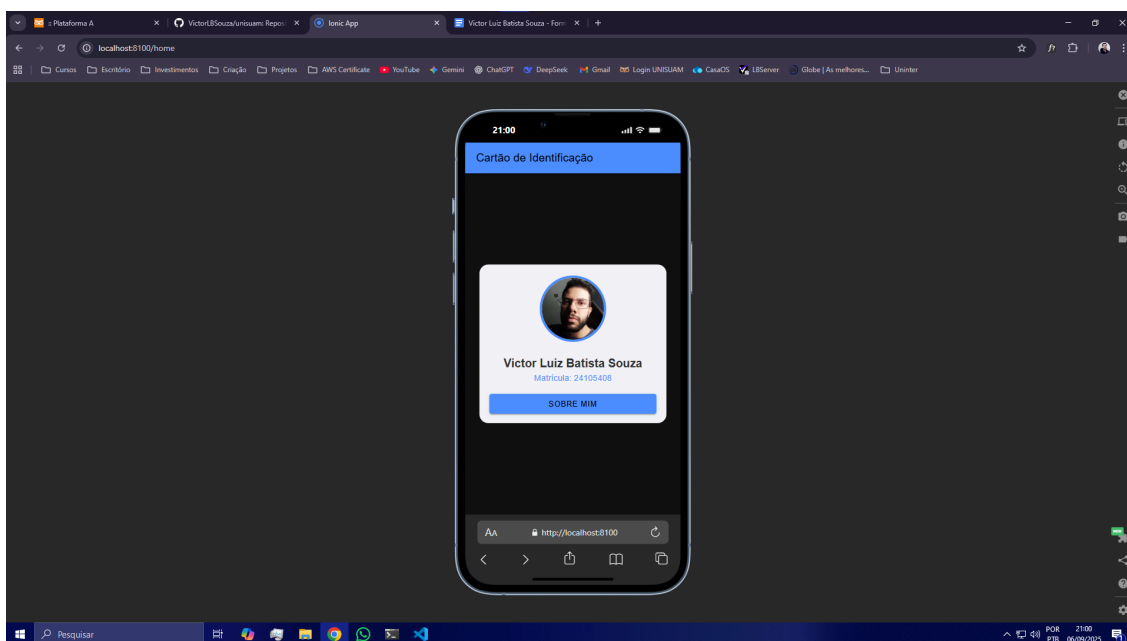 :: Plataforma A
VictorLBSouza/unisuam: Repos
Ionic App
Victor Luiz Batista Souza - Form
localhost:8100/home
Cursos
Escritório
Investimentos
Criação
Projetos
AWS Certificate
YouTube
Gemini
ChatGPT
DeepSeek
Gmail
Login UNISUAM
CasaOS
LBServer
Globe | As melhores...
Uninter
21:00
Cartão de Identificação
Victor Luiz Batista Souza
Matrícula: 24105408
SOBRE MIM
AA
http://localhost:8100
Pesquisar
POR
PTB
21:00
06/09/2025